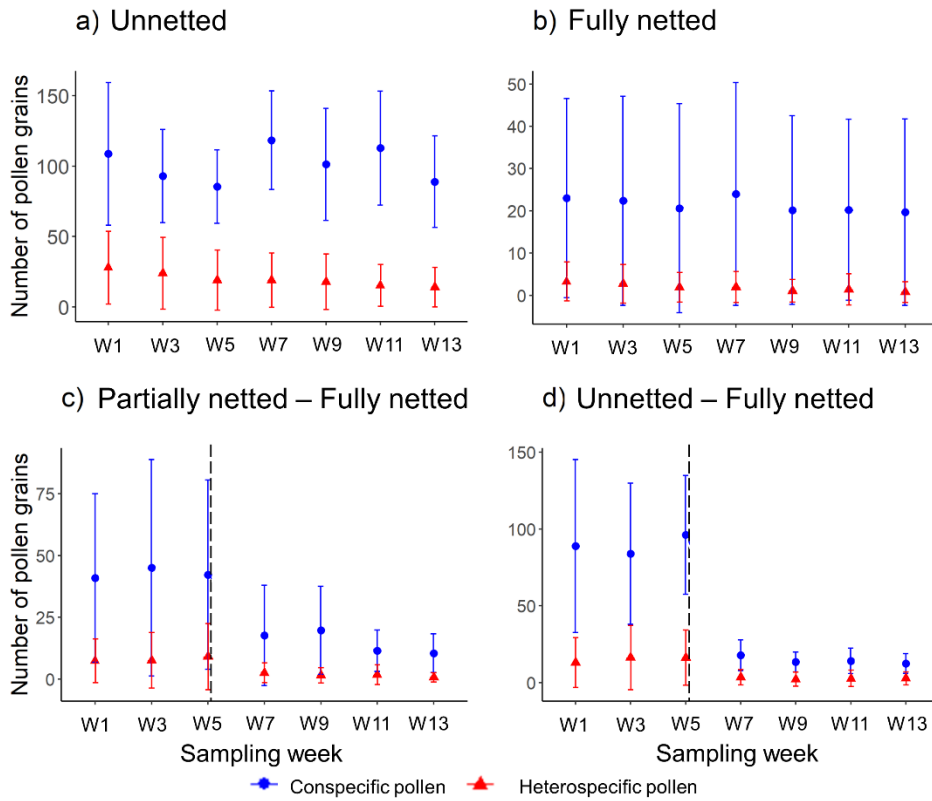 a) Unnetted
Number of pollen grains
150
100
50
0
W1 W3 W5 W7 W9 W11 W13
b) Fully netted
50
40
30
20
10
0
W1 W3 W5 W7 W9 W11 W13
c) Partially netted – Fully netted
Number of pollen grains
75
50
25
0
W1 W3 W5 W7 W9 W11 W13
Sampling week
d) Unnetted – Fully netted
150
100
50
0
W1 W3 W5 W7 W9 W11 W13
Sampling week
Conspecific pollen Heterospecific pollen